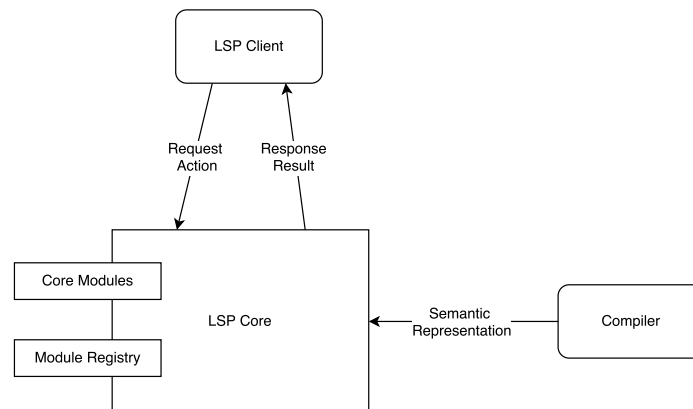 LSP Client
Request
Action
Response
Result
Core Modules
LSP Core
Semantic
Representation
Compiler
Module Registry